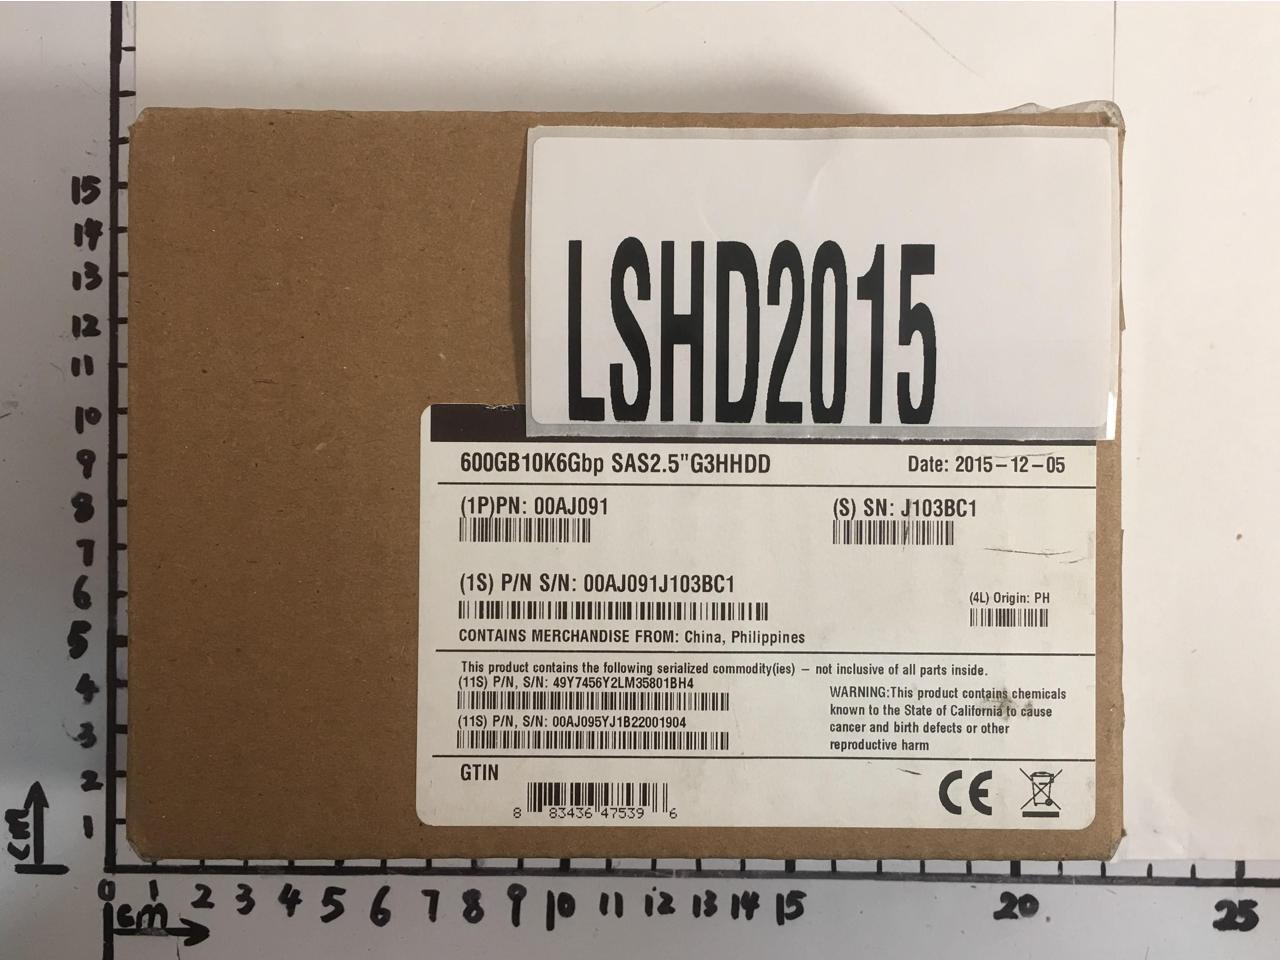 LSHD2015
600GB10K6Gbp SAS2.5"G3HHDD
Date: 2015-12-05
(1P)PN: 00AJ091
(S) SN: J103BC1
(1S) P/N S/N: 00AJ091J103BC1
(4L) Origin: PH
CONTAINS MERCHANDISE FROM: China, Philippines
This product contains the following serialized commodity(ies) – not inclusive of all parts inside.
(11S) P/N, S/N: 49Y7456Y2LM35801BH4
(11S) P/N, S/N: 00AJ095YJ1B22001904
WARNING:This product contains chemicals
known to the State of California to cause
cancer and birth defects or other
reproductive harm
GTIN
8 83436 47539 6
CE
15
14
13
12
11
10
9
8
7
6
5
4
3
2
1
cm
0 1 2 3 4 5 6 7 8 9 10 11 12 13 14 15 20 25
cm